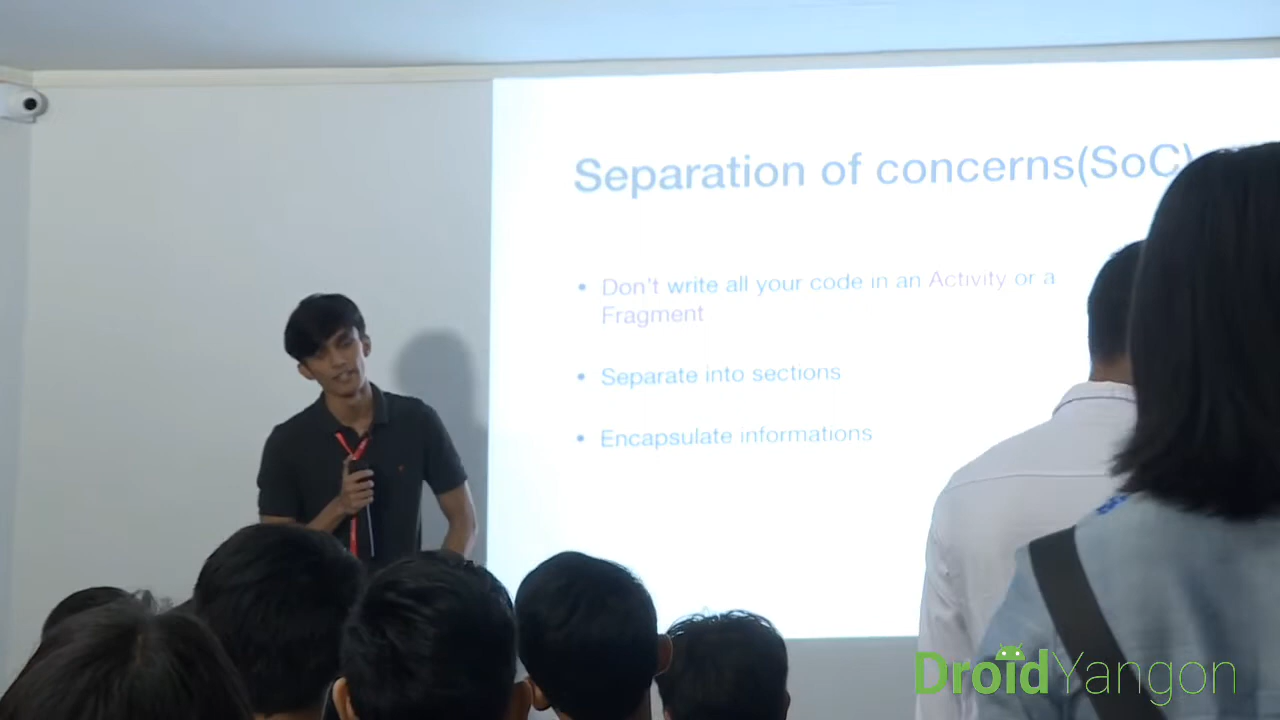 Separation of concerns(SoC)
• Don't write all your code in an Activity or a
Fragment
• Separate into sections
• Encapsulate informations
DroidYangon